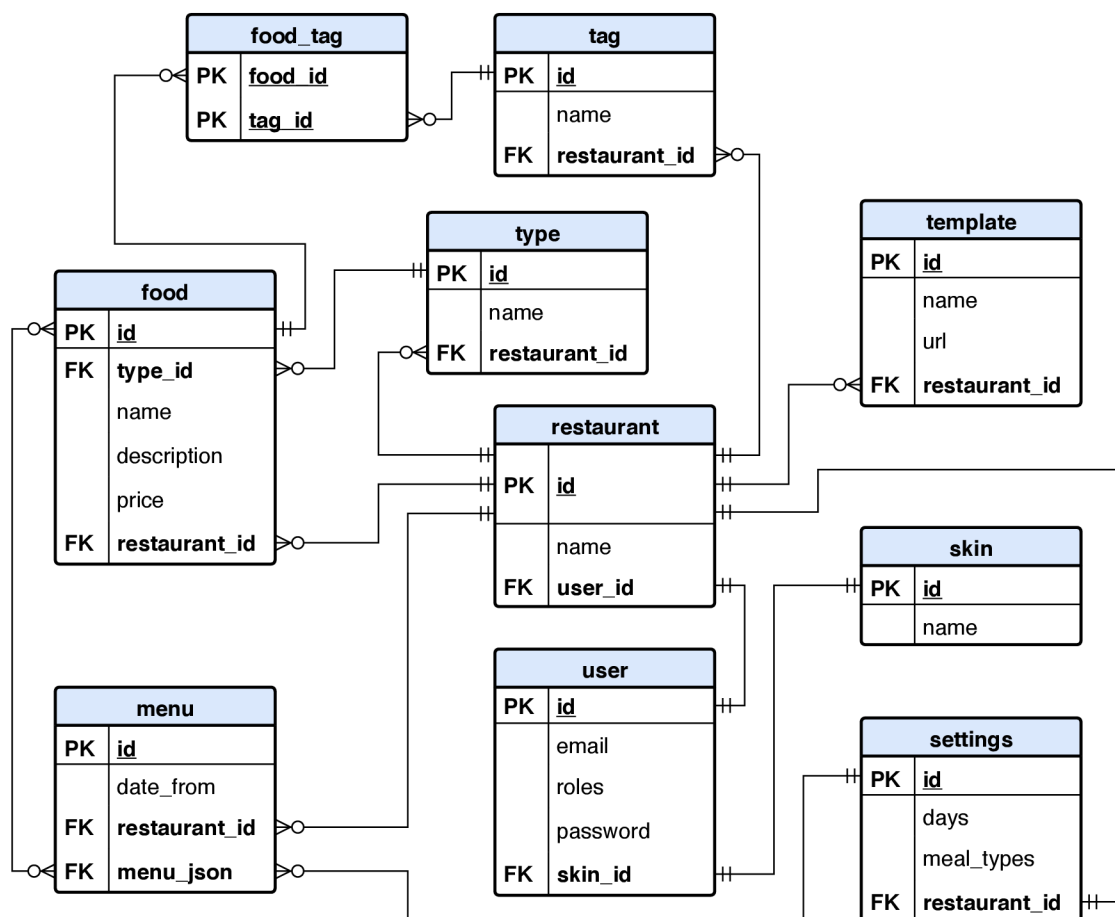 food_tag
PK food_id
PK tag_id
tag
PK id
name
FK restaurant_id
type
PK id
name
FK restaurant_id
template
PK id
name
url
FK restaurant_id
food
PK id
FK type_id
name
description
price
FK restaurant_id
restaurant
PK id
name
FK user_id
skin
PK id
name
user
PK id
email
roles
password
FK skin_id
menu
PK id
date_from
FK restaurant_id
FK menu_json
settings
PK id
days
meal_types
FK restaurant_id